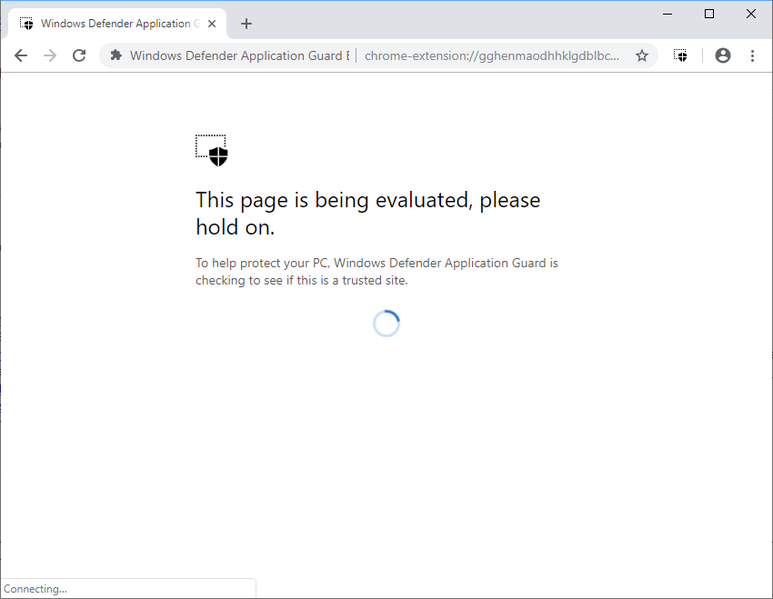 Windows Defender Application G
Windows Defender Application Guard E chrome-extension://gghenmaodhhklgdblbc...
This page is being evaluated, please
hold on.
To help protect your PC, Windows Defender Application Guard is
checking to see if this is a trusted site.
Connecting...